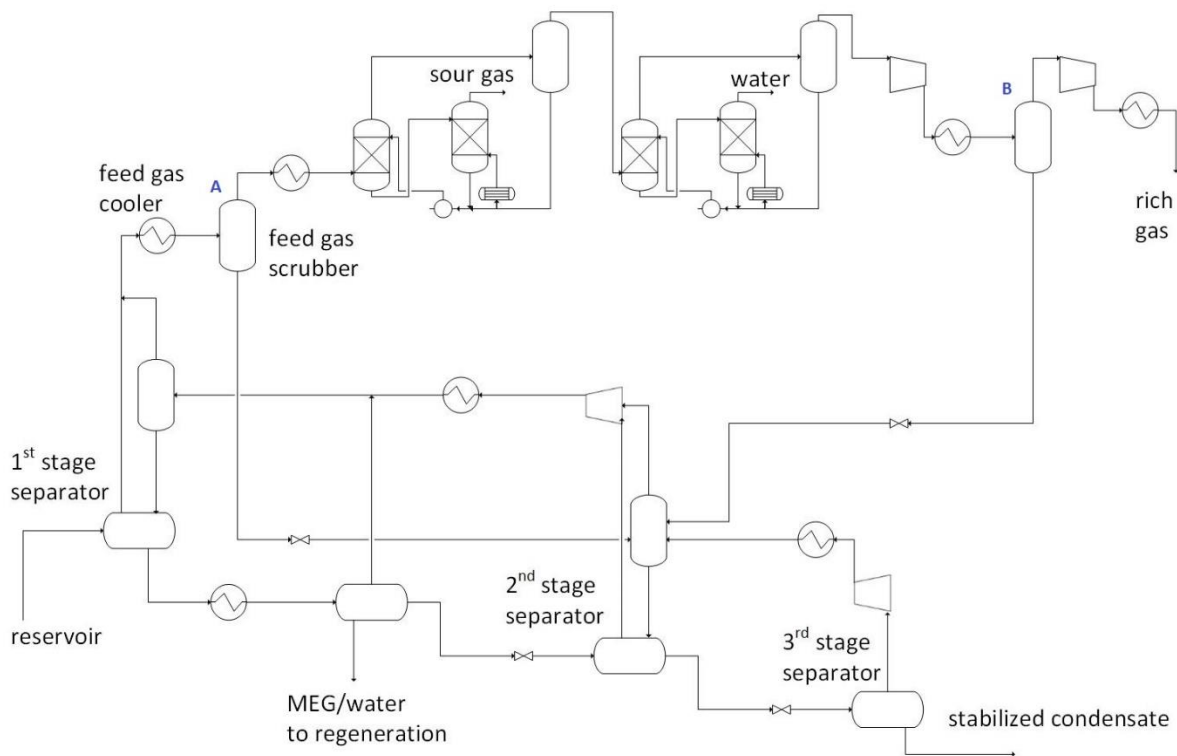 sour gas
water
B
A
feed gas
cooler
feed gas
scrubber
rich
gas
1st stage
separator
2nd stage
separator
reservoir
3rd stage
separator
MEG/water
to regeneration
stabilized condensate